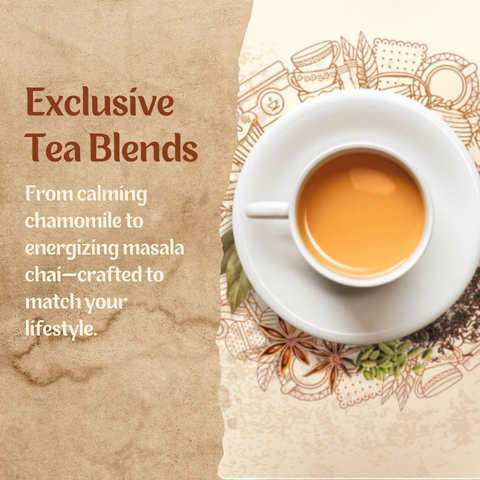 Exclusive
Tea Blends
From calming
chamomile to
energizing masala
chai—crafted to
match your
lifestyle.